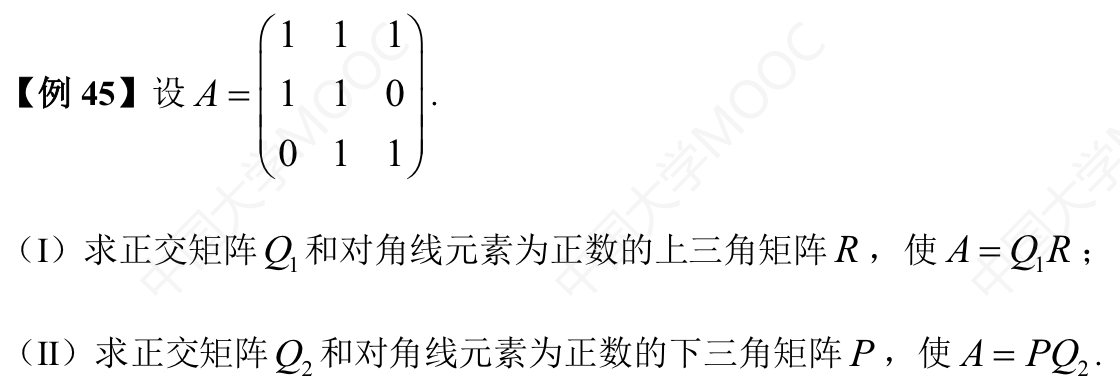 【例 45】设 A = \begin{pmatrix} 1 & 1 & 1 \\ 1 & 1 & 0 \\ 0 & 1 & 1 \end{pmatrix}.
（I）求正交矩阵 Q_1 和对角线元素为正数的上三角矩阵 R，使 A = Q_1R；
（II）求正交矩阵 Q_2 和对角线元素为正数的下三角矩阵 P，使 A = PQ_2.
中国大学MOOC
中国大学MOOC
中国大学MOOC